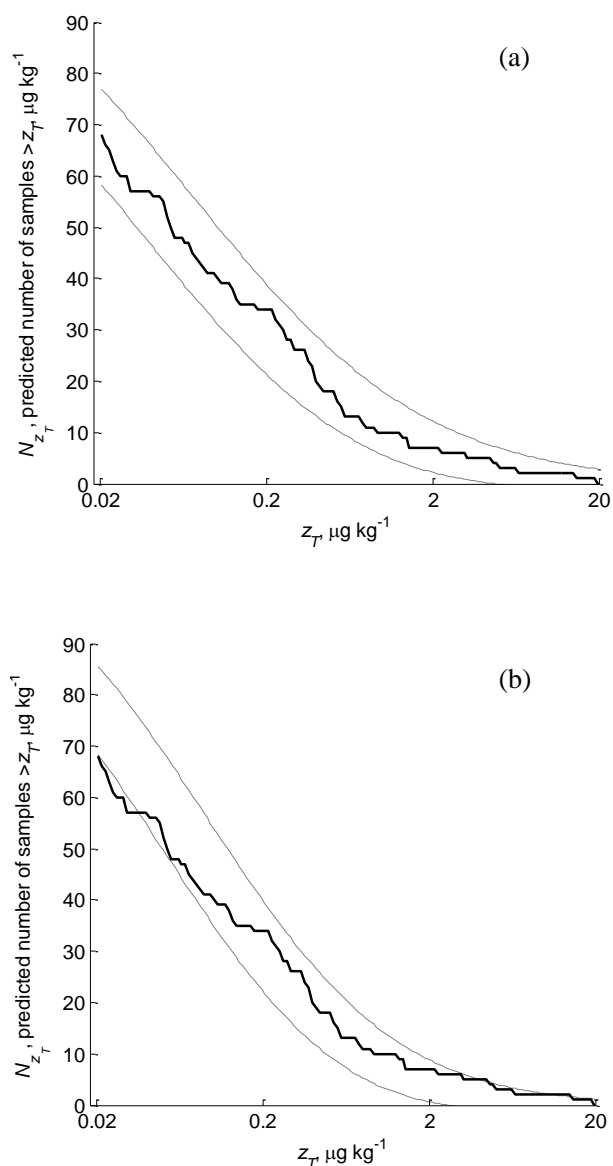 (a)
90
80
70
60
50
40
30
20
10
0
N_{z_T}, predicted number of samples >z_T, μg kg⁻¹
0.02 0.2 2 20
z_T, μg kg⁻¹
(b)
90
80
70
60
50
40
30
20
10
0
N_{z_T}, predicted number of samples >z_T, μg kg⁻¹
0.02 0.2 2 20
z_T, μg kg⁻¹